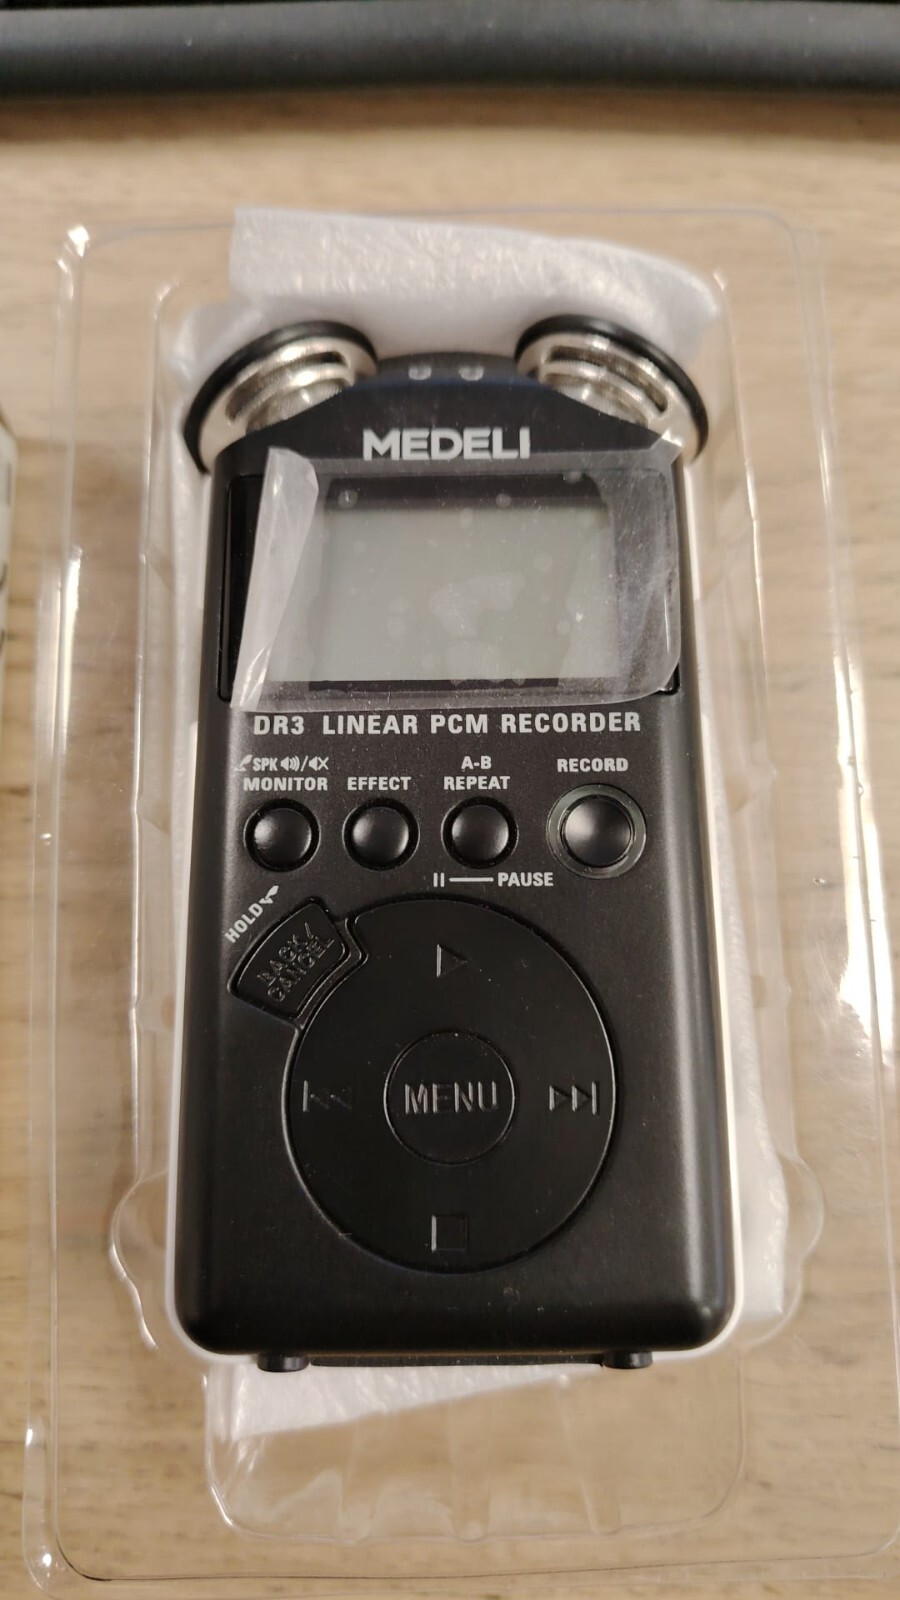 MEDELI
DR3 LINEAR PCM RECORDER
SPK
MONITOR
EFFECT
A-B
REPEAT
RECORD
PAUSE
HOLD
BACK/
CANCEL
MENU